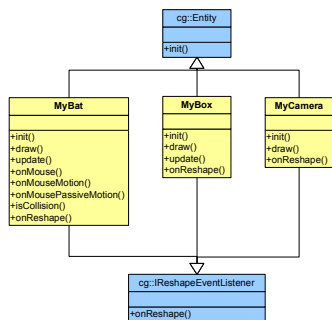 cg::Entity
+init()
MyBat
+init()
+draw()
+update()
+onMouse()
+onMouseMotion()
+onMousePassiveMotion()
+isCollision()
+onReshape()
MyBox
+init()
+draw()
+update()
+onReshape()
MyCamera
+init()
+draw()
+onReshape()
cg::IReshapeEventListener
+onReshape()